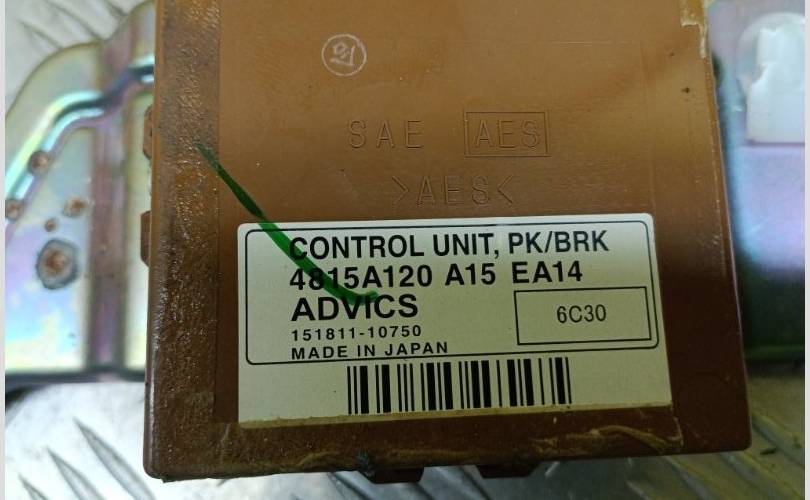 SAE AES
>AES<
CONTROL UNIT, PK/BRK
4815A120 A15 EA14
ADVICS
6C30
151811-10750
MADE IN JAPAN